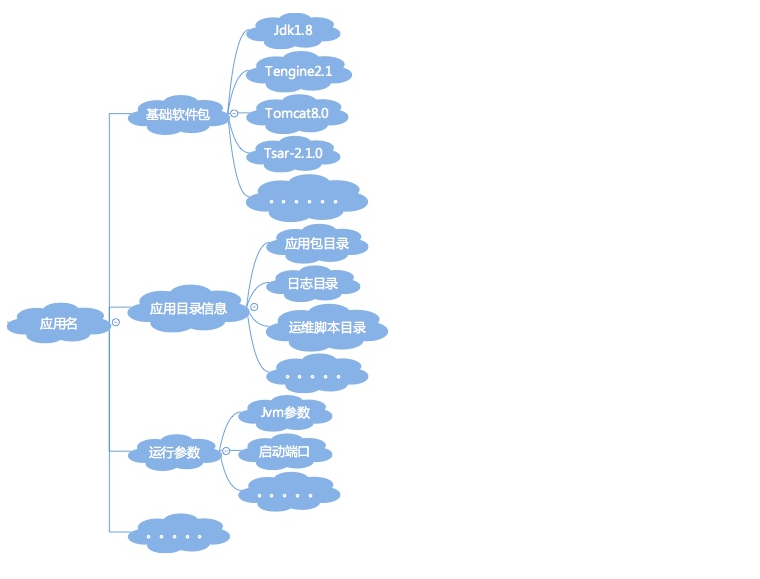 应用名
基础软件包
Jdk1.8
Tengine2.1
Tomcat8.0
Tsar-2.1.0
。。。。。。
应用目录信息
应用包目录
日志目录
运维脚本目录
。。。。。
运行参数
Jvm参数
启动端口
。。。。。
。。。。。